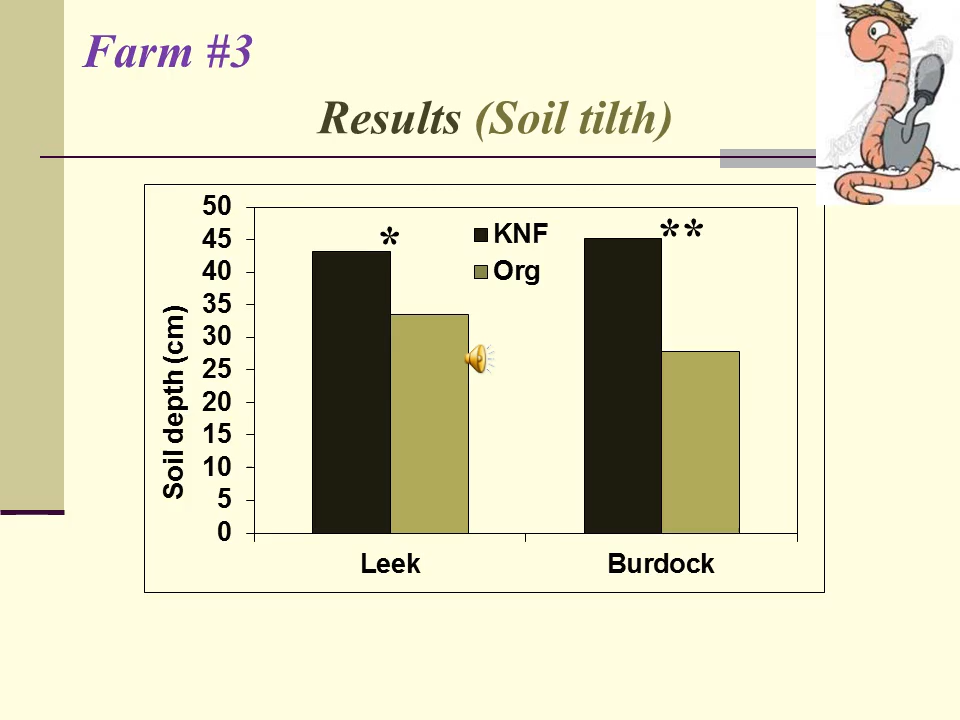 Farm #3
Results (Soil tilth)
50
45
40
35
30
25
20
15
10
5
0
Soil depth (cm)
*
KNF
Org
**
Leek
Burdock